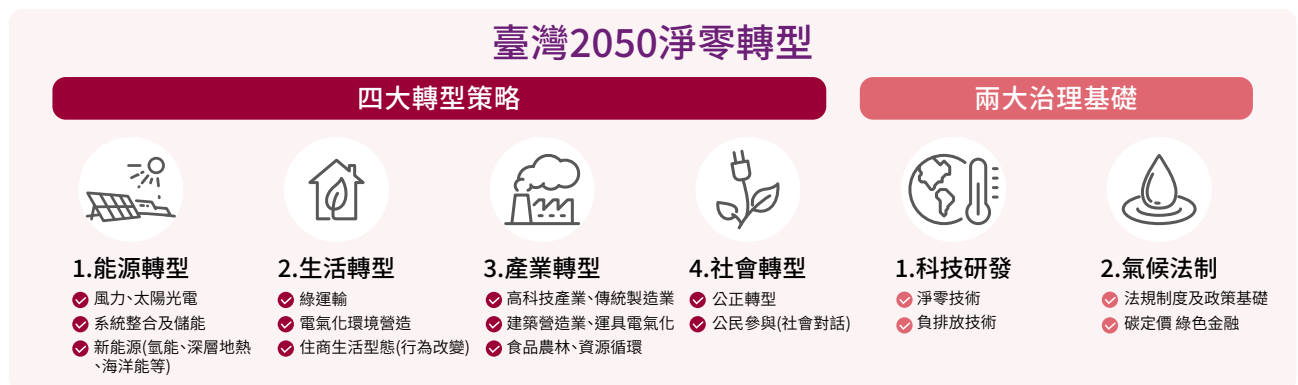 臺灣2050淨零轉型
四大轉型策略
兩大治理基礎
1.能源轉型
風力、太陽光電
系統整合及儲能
新能源(氫能、深層地熱
、海洋能等)
2.生活轉型
綠運輸
電氣化環境營造
住商生活型態(行為改變)
3.產業轉型
高科技產業、傳統製造業
建築營造業、運具電氣化
食品農林、資源循環
4.社會轉型
公正轉型
公民參與(社會對話)
1.科技研發
淨零技術
負排放技術
2.氣候法制
法規制度及政策基礎
碳定價 綠色金融